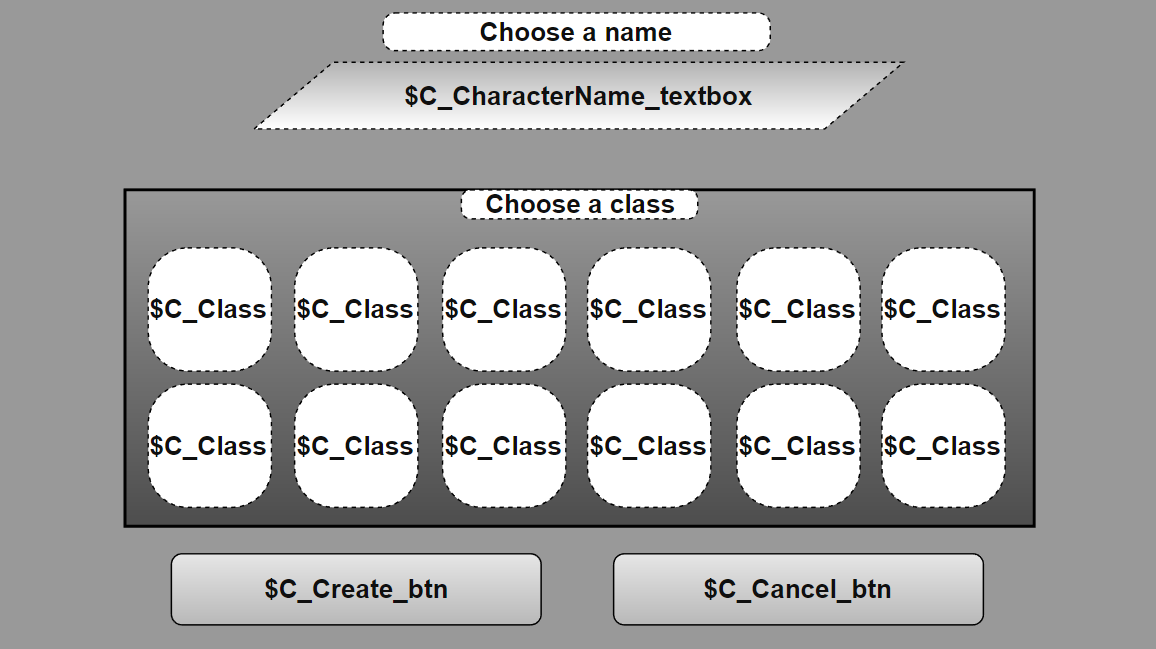 Choose a name
$C_CharacterName_textbox
Choose a class
$C_Class $C_Class $C_Class $C_Class $C_Class $C_Class
$C_Class $C_Class $C_Class $C_Class $C_Class $C_Class
$C_Create_btn $C_Cancel_btn